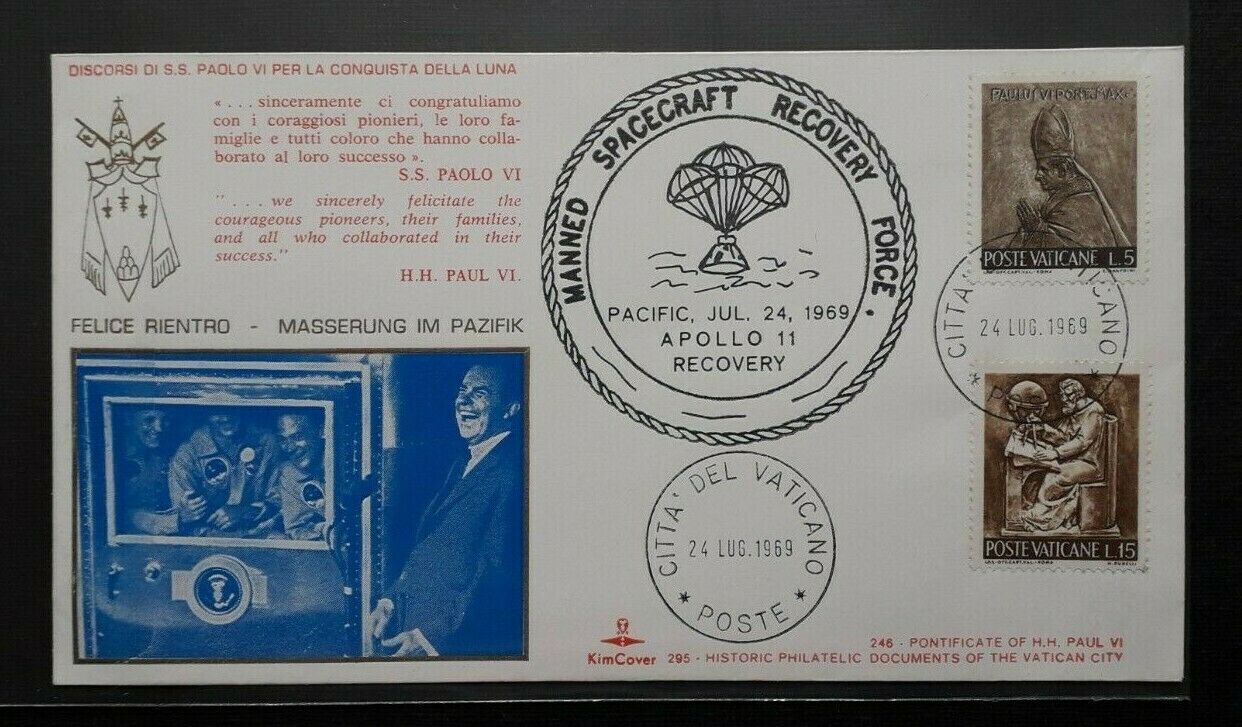 DISCORSI DI S.S. PAOLO VI PER LA CONQUISTA DELLA LUNA
« ... sinceramente ci congratuliamo
con i coraggiosi pionieri, le loro fa-
miglie e tutti coloro che hanno colla-
borato al loro successo ».
S.S. PAOLO VI
"... we sincerely felicitate the
courageous pioneers, their families,
and all who collaborated in their
success."
H.H. PAUL VI.
FELICE RIENTRO - MASSERUNG IM PAZIFIK
MANNED SPACECRAFT RECOVERY FORCE
PACIFIC, JUL. 24, 1969
APOLLO 11
RECOVERY
PAULUS VI PONT. MAX.
POSTE VATICANE L.5
CITTA' VATICANO
24 LUG. 1969
POSTE VATICANE L.15
CITTA' DEL VATICANO
24 LUG. 1969
* POSTE *
KimCover
246 - PONTIFICATE OF H.H. PAUL VI
295 - HISTORIC PHILATELIC DOCUMENTS OF THE VATICAN CITY